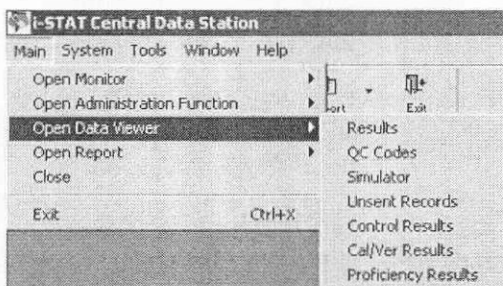 i-STAT Central Data Station
Main System Tools Window Help
Open Monitor
Open Administration Function
Exit
Open Data Viewer
Results
Open Report
QC Codes
Close
Simulator
Unsent Records
Exit Ctrl+X
Control Results
Cal/Ver Results
Proficiency Results